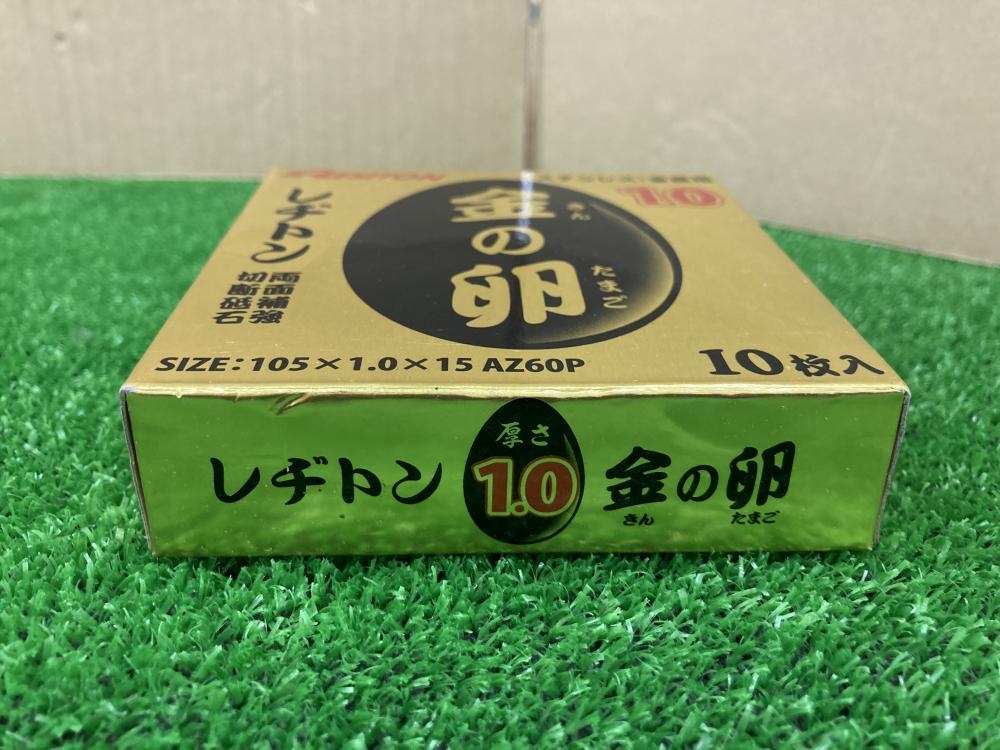 1.0
レヂトン
金の卵
きん
たまご
両面補強
切断砥石
SIZE: 105×1.0×15 AZ60P
10枚入
レヂトン
厚さ
1.0
金の卵
きん たまご